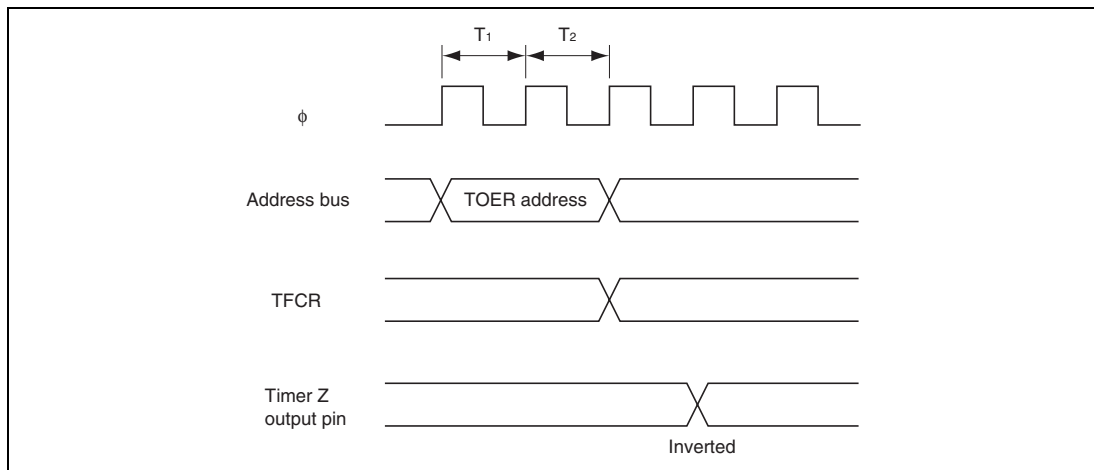 T1 T2
ϕ
Address bus TOER address
TFCR
Timer Z
output pin
Inverted